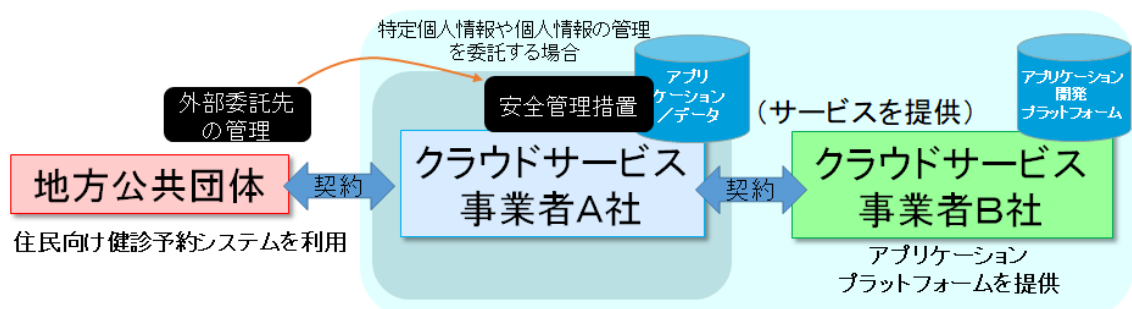 特定個人情報や個人情報の管理
を委託する場合
外部委託先
の管理
安全管理措置
アプリ
ケーション
／データ
（サービスを提供）
アプリケーション
開発
プラットフォーム
地方公共団体
契約
クラウドサービス
事業者A社
契約
クラウドサービス
事業者B社
住民向け健診予約システムを利用
アプリケーション
プラットフォームを提供